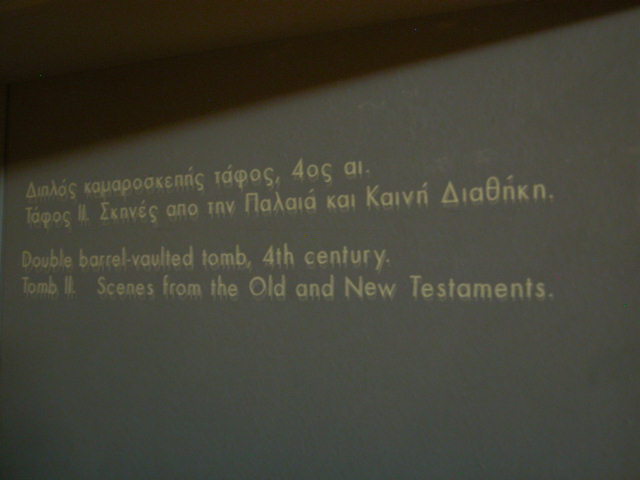 Διπλός καμαροσκεπής τάφος, 4ος αι.
Τάφος ΙΙ. Σκηνές απο την Παλαιά και Καινή Διαθήκη.
Double barrel-vaulted tomb, 4th century.
Tomb II. Scenes from the Old and New Testaments.